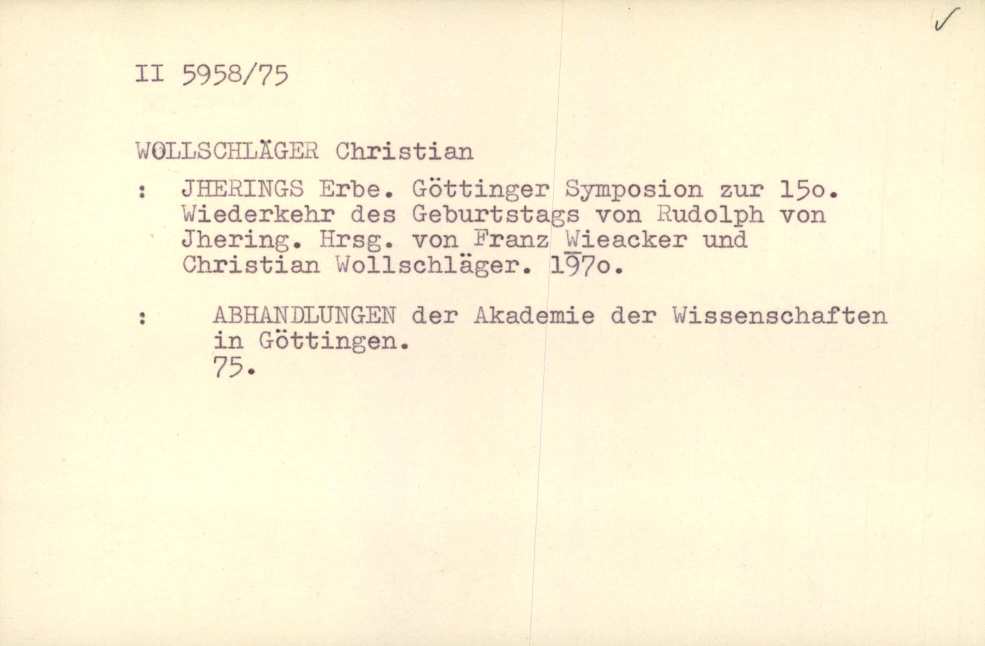 ✓
II 5958/75
WOLLSCHLÄGER Christian
: JHERINGS Erbe. Göttinger Symposion zur 15o.
Wiederkehr des Geburtstags von Rudolph von
Jhering. Hrsg. von Franz Wieacker und
Christian Wollschläger. 197o.
: ABHANDLUNGEN der Akademie der Wissenschaften
in Göttingen.
75.